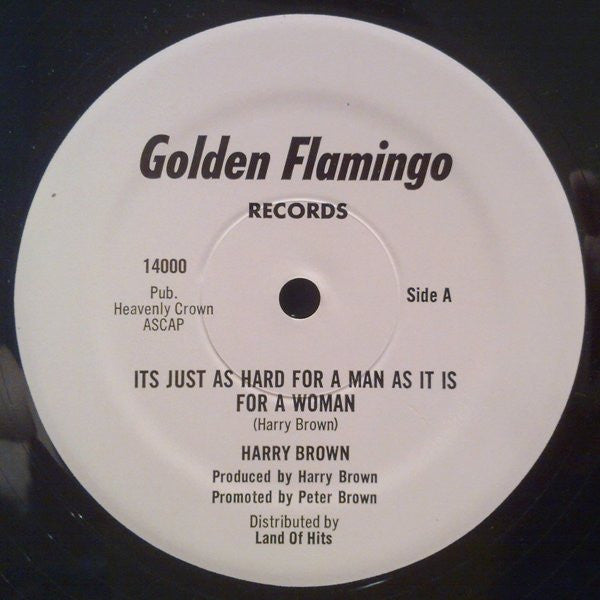 Golden Flamingo
RECORDS
14000
Pub.
Heavenly Crown
ASCAP
Side A
ITS JUST AS HARD FOR A MAN AS IT IS
FOR A WOMAN
(Harry Brown)
HARRY BROWN
Produced by Harry Brown
Promoted by Peter Brown
Distributed by
Land Of Hits